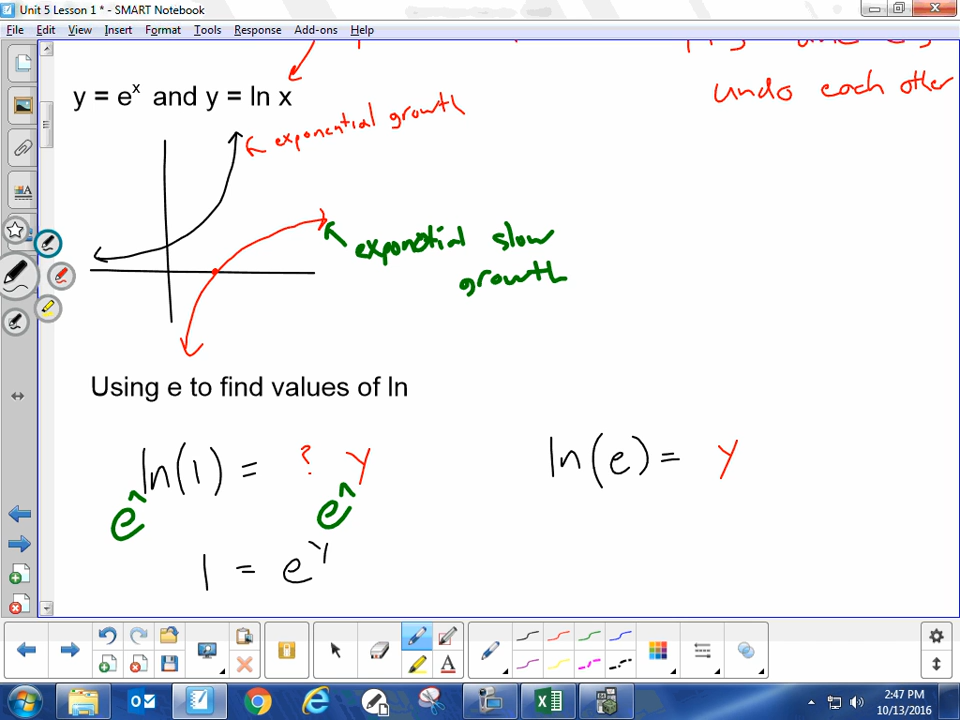 Unit 5 Lesson 1 * - SMART Notebook
File Edit View Insert Format Tools Response Add-ons Help
undo each other
y = eˣ and y = ln x
exponential growth
exponential slow
growth
Using e to find values of ln
ln(1) = ? y
e^ e^
1 = eʸ
ln(e) = y
A
2:47 PM
10/13/2016